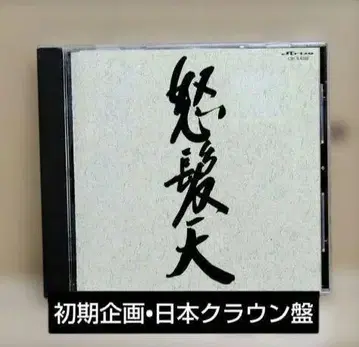 怒髪天
初期企画•日本クラウン盤